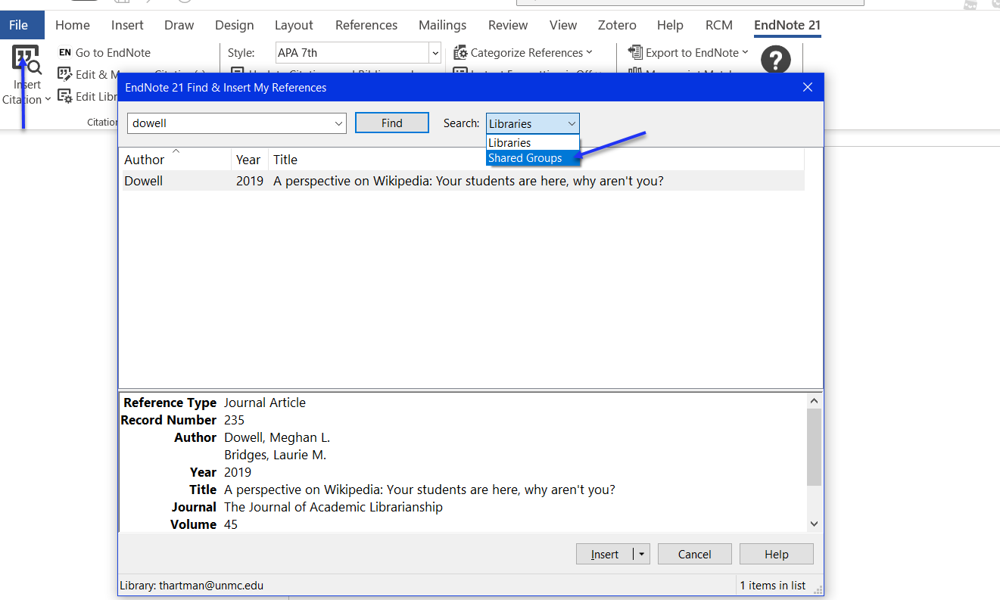 File Home Insert Draw Design Layout References Mailings Review View Zotero Help RCM EndNote 21
EN Go to EndNote Style: APA 7th Categorize References Export to EndNote
Edit &
Insert
Citation
Edit
Citation
EndNote 21 Find & Insert My References
dowell Find Search: Libraries
Libraries
Shared Groups
Author Year Title
Dowell 2019 A perspective on Wikipedia: Your students are here, why aren't you?
Reference Type Journal Article
Record Number 235
Author Dowell, Meghan L.
Bridges, Laurie M.
Year 2019
Title A perspective on Wikipedia: Your students are here, why aren't you?
Journal The Journal of Academic Librarianship
Volume 45
Insert Cancel Help
Library: thartman@unmc.edu 1 items in list